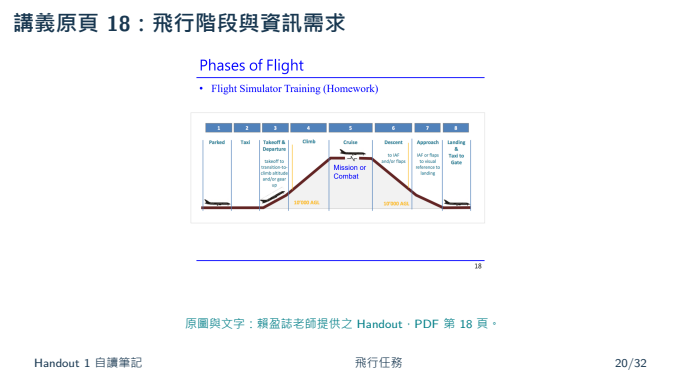 講義原頁 18：飛行階段與資訊需求
Phases of Flight
• Flight Simulator Training (Homework)
1 2 3 4 5 6 7 8
Parked
Taxi
Takeoff &
Departure
takeoff to
transition-to-
climb altitude
and/or gear
up
Climb
10'000 AGL
Cruise
Mission or
Combat
Descent
to IAF
and/or flaps
10'000 AGL
Approach
IAF or flaps
to visual
reference to
landing
Landing
&
Taxi to
Gate
18
原圖與文字：賴盈誌老師提供之 Handout，PDF 第 18 頁。
Handout 1 自讀筆記
飛行任務
20/32